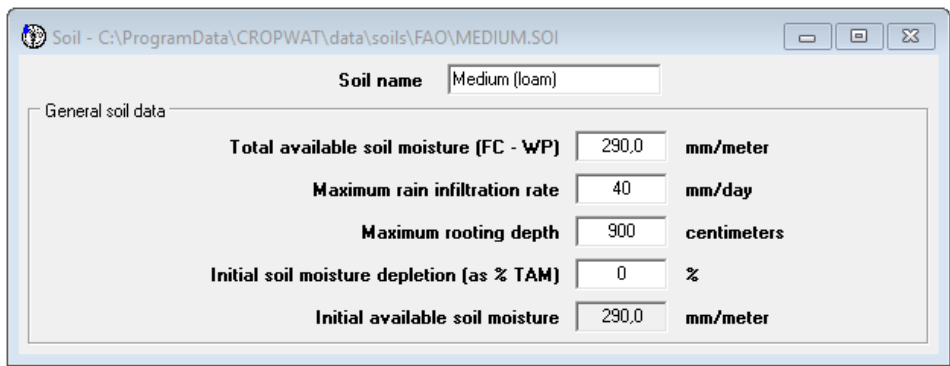 Soil - C:\ProgramData\CROPWAT\data\soils\FAO\MEDIUM.SOI
Soil name Medium (loam)
General soil data
Total available soil moisture (FC - WP) 290,0 mm/meter
Maximum rain infiltration rate 40 mm/day
Maximum rooting depth 900 centimeters
Initial soil moisture depletion (as % TAM) 0 %
Initial available soil moisture 290,0 mm/meter